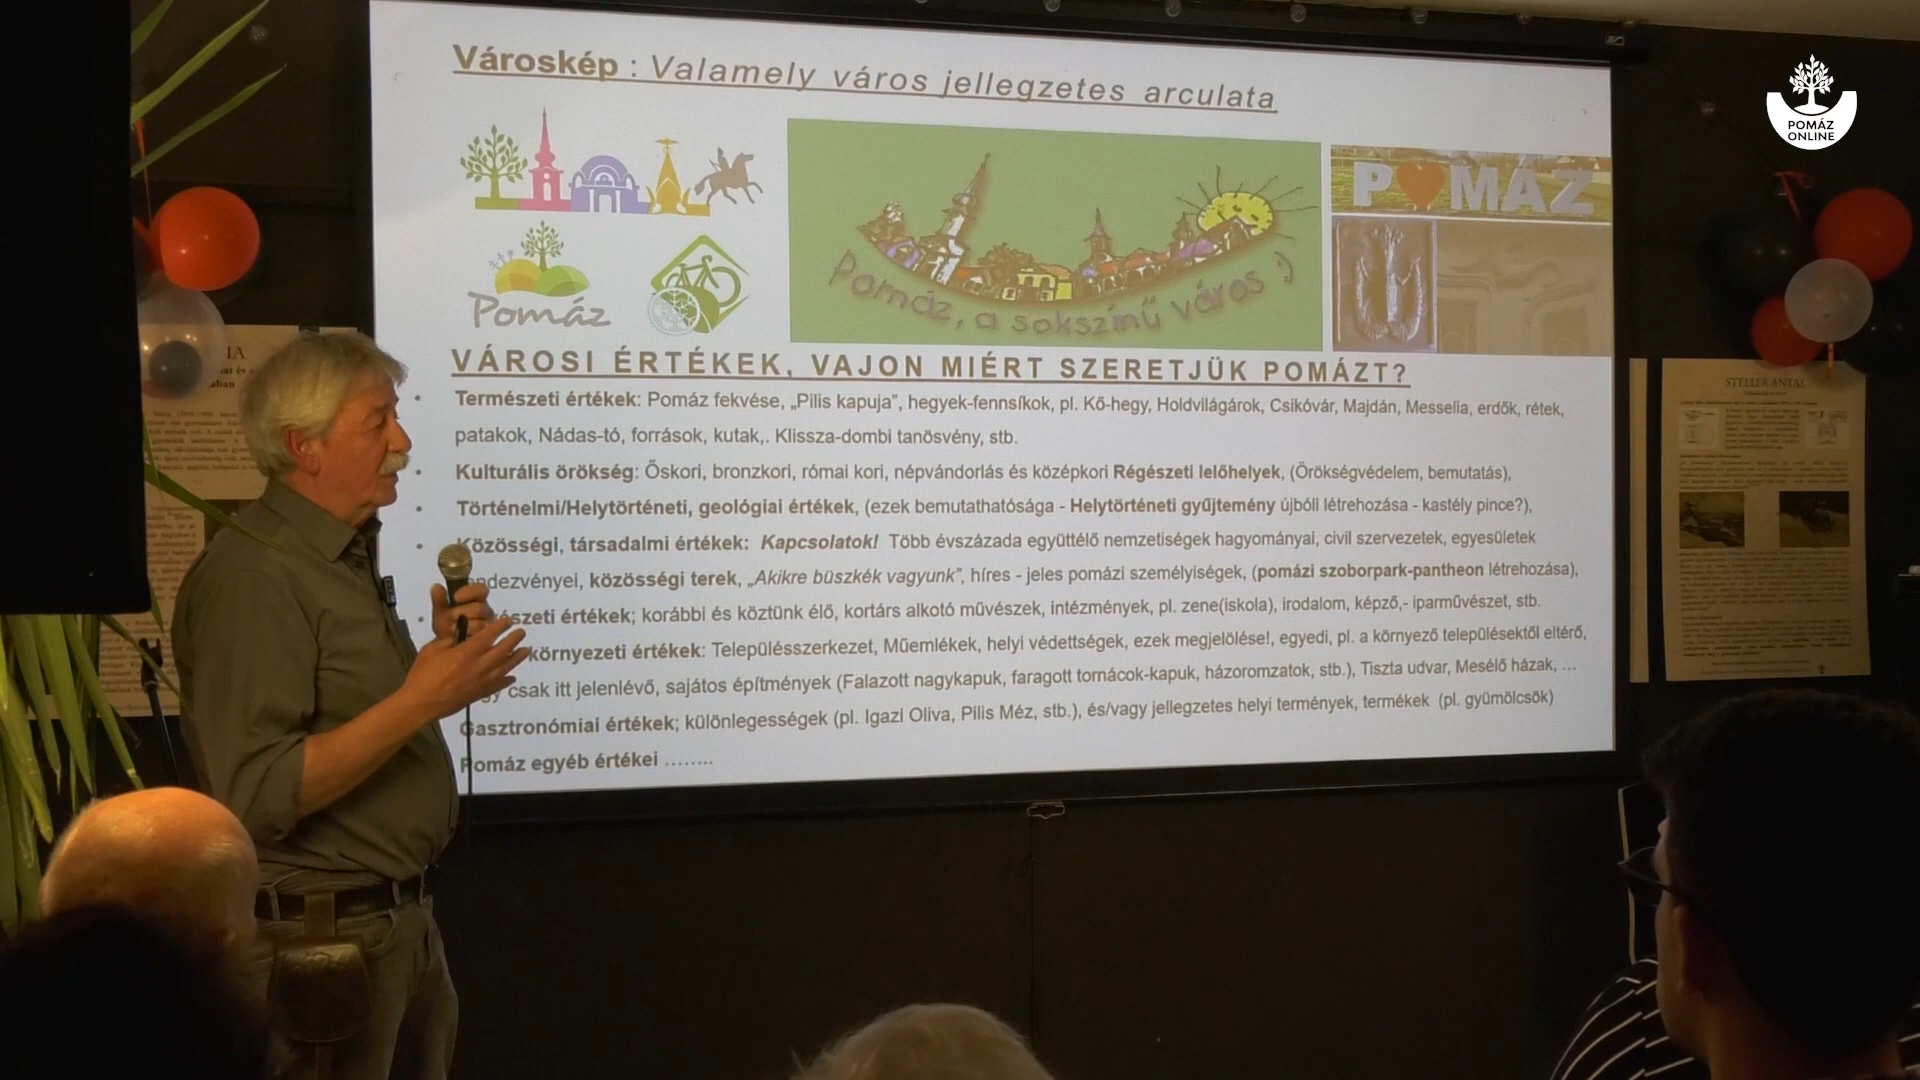 Városkép : Valamely város jellegzetes arculata
POMÁZ
ONLINE
POMÁZ
Pomáz
Pomáz, a sokszínű város :)
VÁROSI ÉRTÉKEK, VAJON MIÉRT SZERETJÜK POMÁZT?
• Természeti értékek: Pomáz fekvése, „Pilis kapuja”, hegyek-fennsíkok, pl. Kő-hegy, Holdvilágárok, Csikóvár, Majdán, Messelia, erdők, rétek,
patakok, Nádas-tó, források, kutak,. Klissza-dombi tanösvény, stb.
• Kulturális örökség: Őskori, bronzkori, római kori, népvándorlás és középkori Régészeti lelőhelyek, (Örökségvédelem, bemutatás),
• Történelmi/Helytörténeti, geológiai értékek, (ezek bemutathatósága - Helytörténeti gyűjtemény újbóli létrehozása - kastély pince?),
• Közösségi, társadalmi értékek: Kapcsolatok! Több évszázada együttélő nemzetiségek hagyományai, civil szervezetek, egyesületek
ndezvényei, közösségi terek, „Akikre büszkék vagyunk”, híres - jeles pomázi személyiségek, (pomázi szoborpark-pantheon létrehozása),
• szeti értékek; korábbi és köztünk élő, kortárs alkotó művészek, intézmények, pl. zene(iskola), irodalom, képző,- iparművészet, stb.
környezeti értékek: Településszerkezet, Műemlékek, helyi védettségek, ezek megjelölése!, egyedi, pl. a környező településektől eltérő,
csak itt jelenlévő, sajátos építmények (Falazott nagykapuk, faragott tornácok-kapuk, házoromzatok, stb.), Tiszta udvar, Mesélő házak, …
Gasztronómiai értékek; különlegességek (pl. Igazi Oliva, Pilis Méz, stb.), és/vagy jellegzetes helyi termények, termékek (pl. gyümölcsök)
Pomáz egyéb értékei ........
STELLER ANTAL